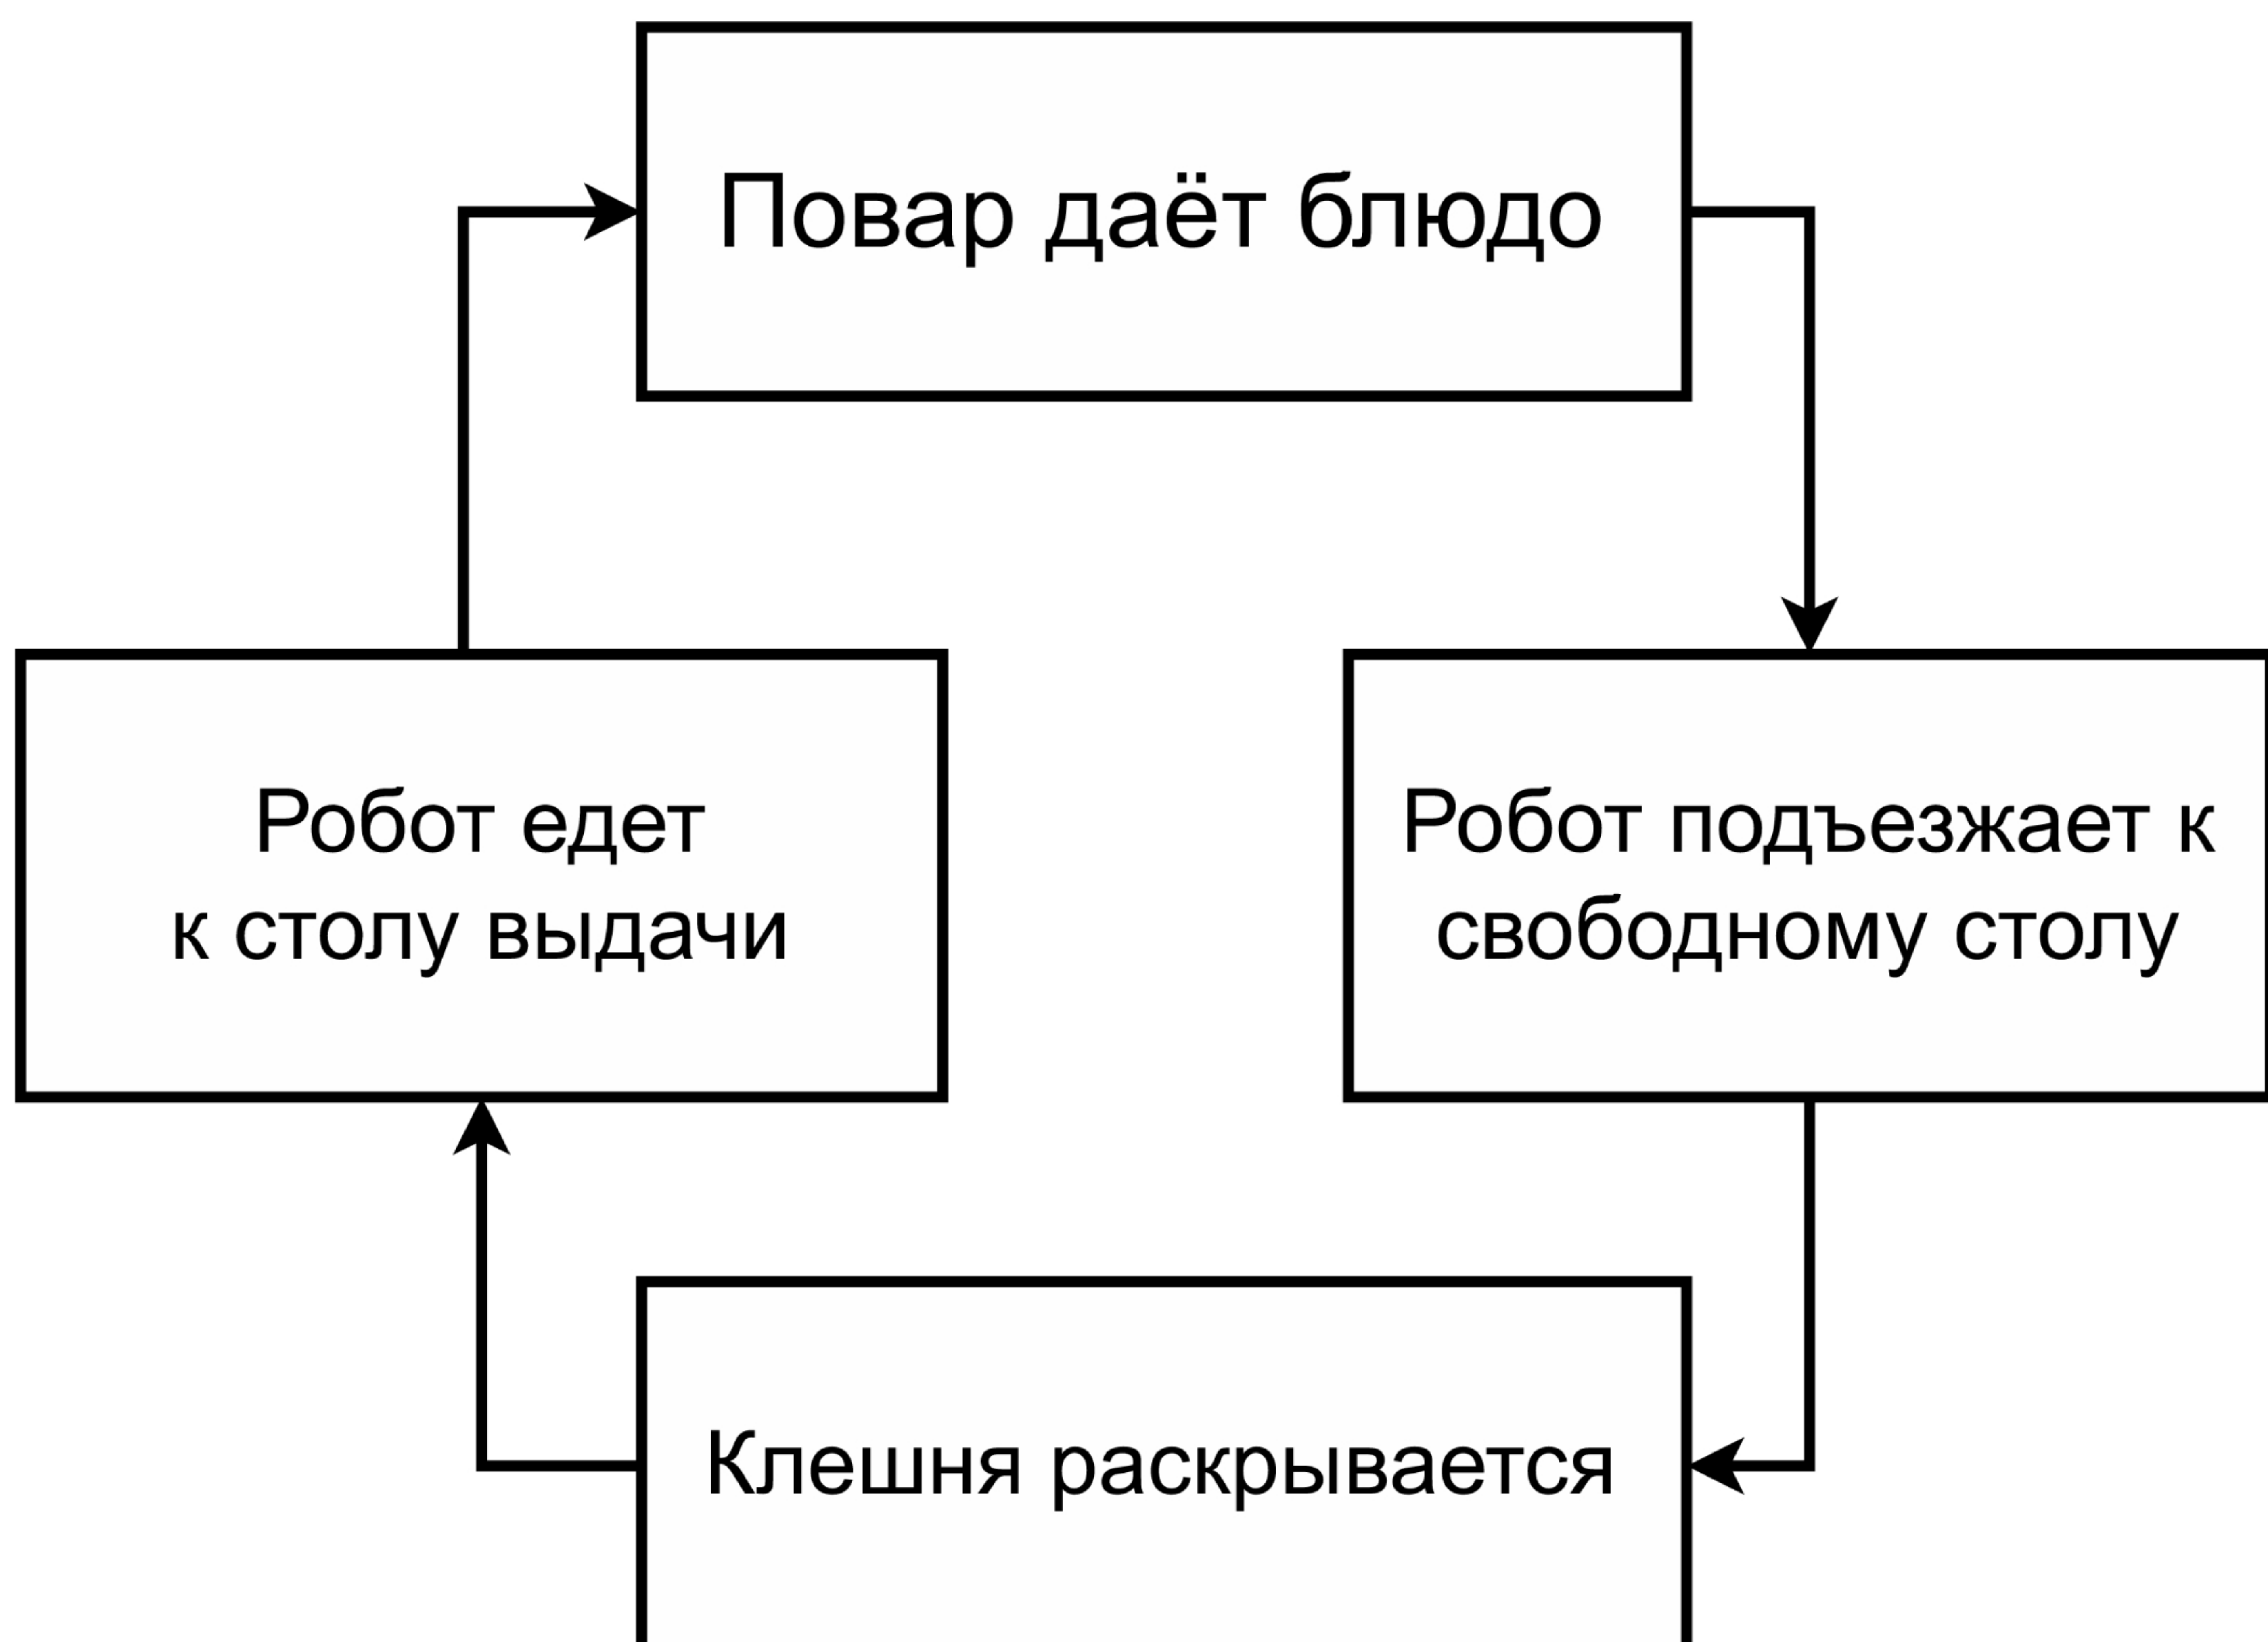 Повар даёт блюдо
Робот едет
к столу выдачи
Робот подъезжает к
свободному столу
Клешня раскрывается